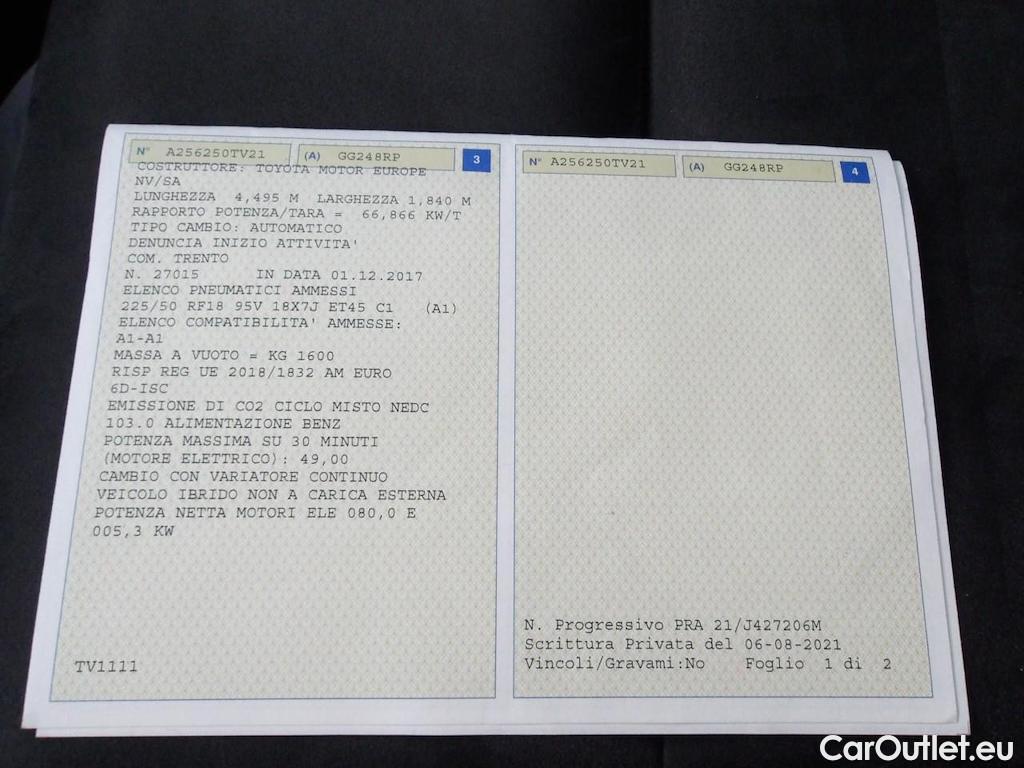 N° A256250TV21 (A) GG248RP 3
COSTRUTTORE: TOYOTA MOTOR EUROPE
NV/SA
LUNGHEZZA 4,495 M LARGHEZZA 1,840 M
RAPPORTO POTENZA/TARA = 66,866 KW/T
TIPO CAMBIO: AUTOMATICO
DENUNCIA INIZIO ATTIVITA'
COM. TRENTO
N. 27015 IN DATA 01.12.2017
ELENCO PNEUMATICI AMMESSI
225/50 RF18 95V 18X7J ET45 C1 (A1)
ELENCO COMPATIBILITA' AMMESSE:
A1-A1
MASSA A VUOTO = KG 1600
RISP REG UE 2018/1832 AM EURO
6D-ISC
EMISSIONE DI CO2 CICLO MISTO NEDC
103.0 ALIMENTAZIONE BENZ
POTENZA MASSIMA SU 30 MINUTI
(MOTORE ELETTRICO): 49,00
CAMBIO CON VARIATORE CONTINUO
VEICOLO IBRIDO NON A CARICA ESTERNA
POTENZA NETTA MOTORI ELE 080,0 E
005,3 KW
TV1111
N° A256250TV21 (A) GG248RP 4
N. Progressivo PRA 21/J427206M
Scrittura Privata del 06-08-2021
Vincoli/Gravami:No Foglio 1 di 2
CarOutlet.eu